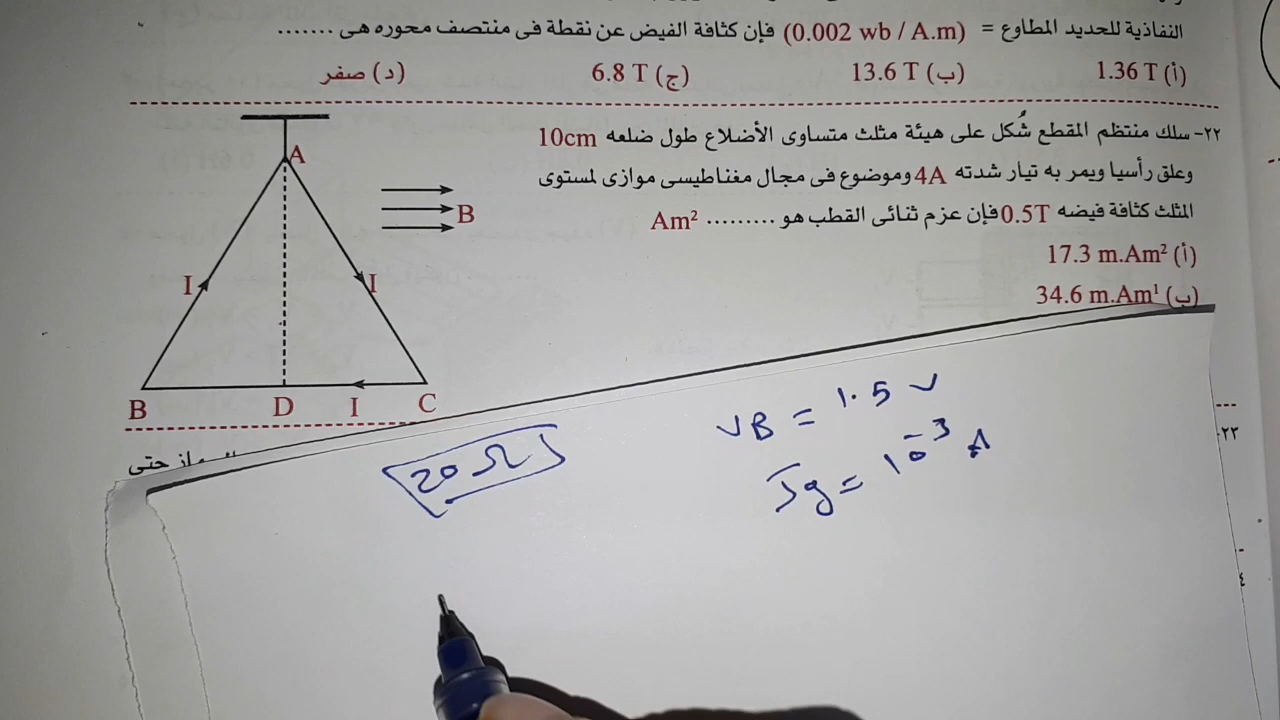 النفاذية للحديد المطاوع = (0.002 wb / A.m) فإن كثافة الفيض عن نقطة فى منتصف محوره هى .......
(أ) 1.36 T (ب) 13.6 T (ج) 6.8 T (د) صفر
٢٢- سلك منتظم المقطع شُكل على هيئة مثلث متساوى الأضلاع طول ضلعه 10cm
وعلق رأسيا ويمر به تيار شدته 4A وموضوع فى مجال مغناطيسى موازى لمستوى
المثلث كثافة فيضه 0.5T فإن عزم ثنائى القطب هو ......... Am²
(أ) 17.3 m.Am²
(ب) 34.6 m.Am¹
A
B
I
I
B
D
I
C
٢٣-
حتى
VB = 1.5 V
Ig = 10⁻³ A
20 Ω
٤